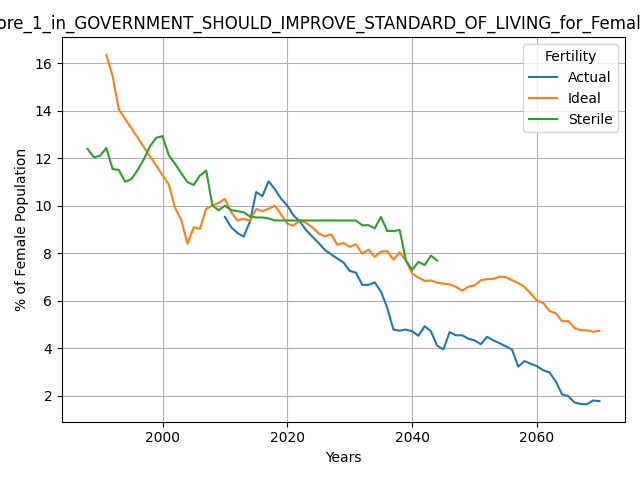 ore_1_in_GOVERNMENT_SHOULD_IMPROVE_STANDARD_OF_LIVING_for_Femal
Fertility
Actual
Ideal
Sterile
% of Female Population
16
14
12
10
8
6
4
2
2000 2020 2040 2060
Years